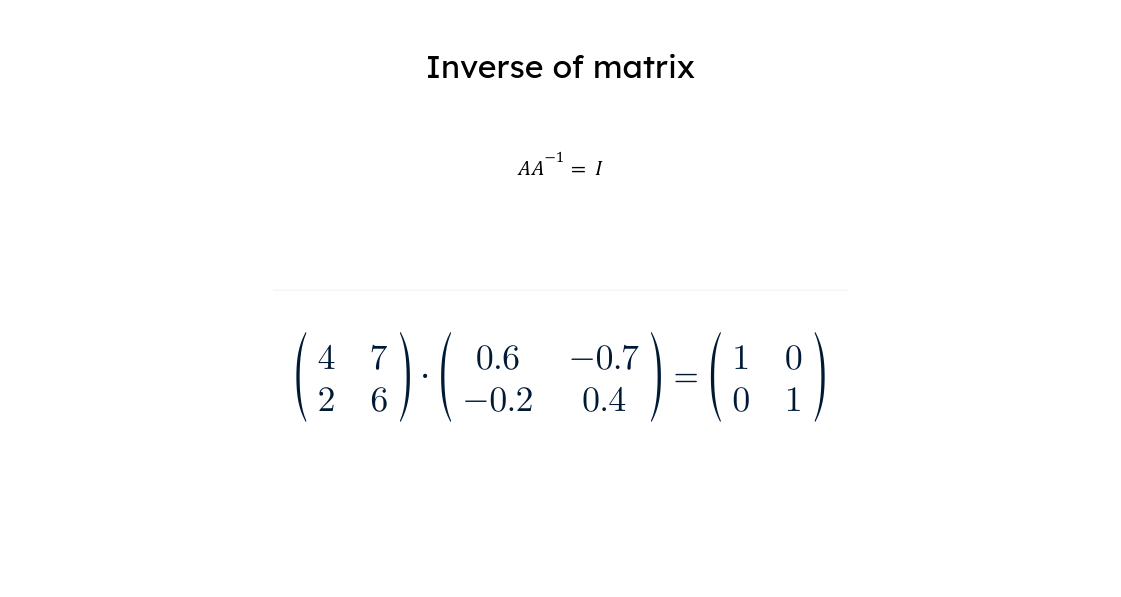 Inverse of matrix
AA⁻¹ = I
( 4 7 ) · ( 0.6 −0.7 ) = ( 1 0 )
( 2 6 ) ( −0.2 0.4 ) ( 0 1 )